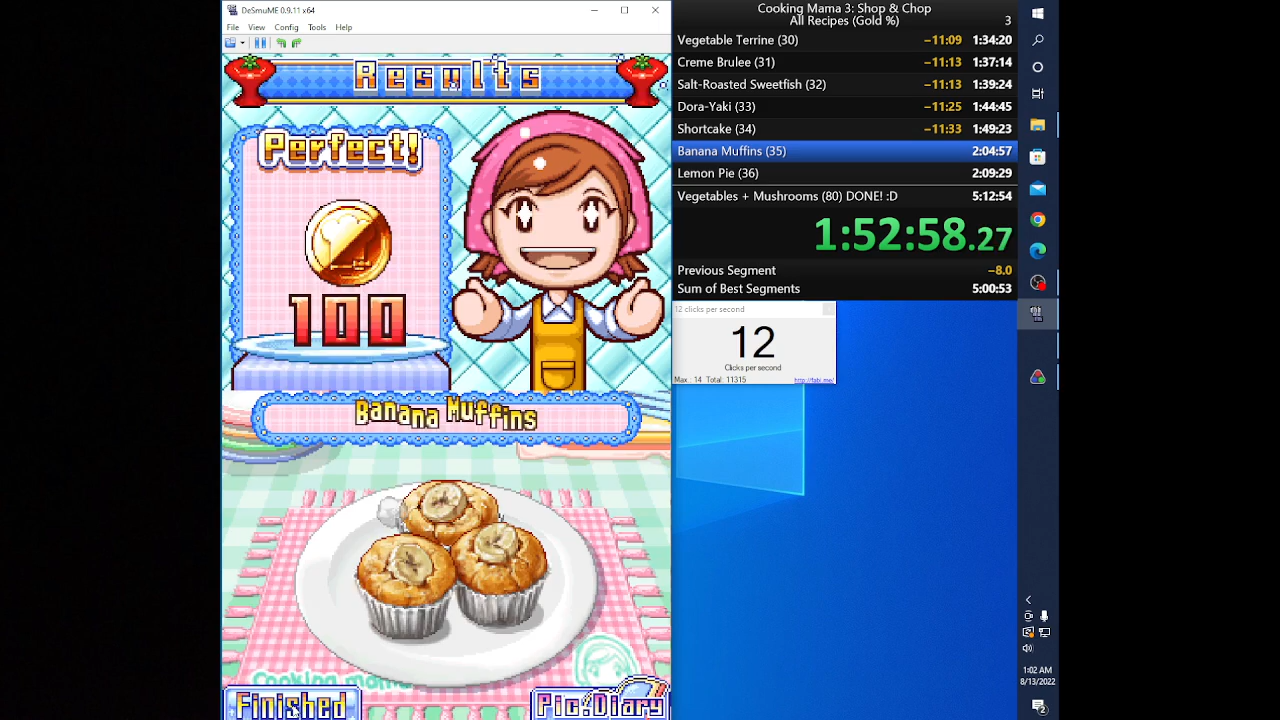 DeSmuME 0.9.11 x64
File View Config Tools Help
Results
Perfect!
100
Banana Muffins
Cooking mama
Finished
Pic.Diary
Cooking Mama 3: Shop & Chop
All Recipes (Gold %) 3
Vegetable Terrine (30) −11:09 1:34:20
Creme Brulee (31) −11:13 1:37:14
Salt-Roasted Sweetfish (32) −11:13 1:39:24
Dora-Yaki (33) −11:25 1:44:45
Shortcake (34) −11:33 1:49:23
Banana Muffins (35) 2:04:57
Lemon Pie (36) 2:09:29
Vegetables + Mushrooms (80) DONE! :D 5:12:54
1:52:58.27
Previous Segment −8.0
Sum of Best Segments 5:00:53
12 clicks per second
12
Clicks per second
Max.: 14 Total: 11315 http://fabi.me/
1:02 AM
8/13/2022
2